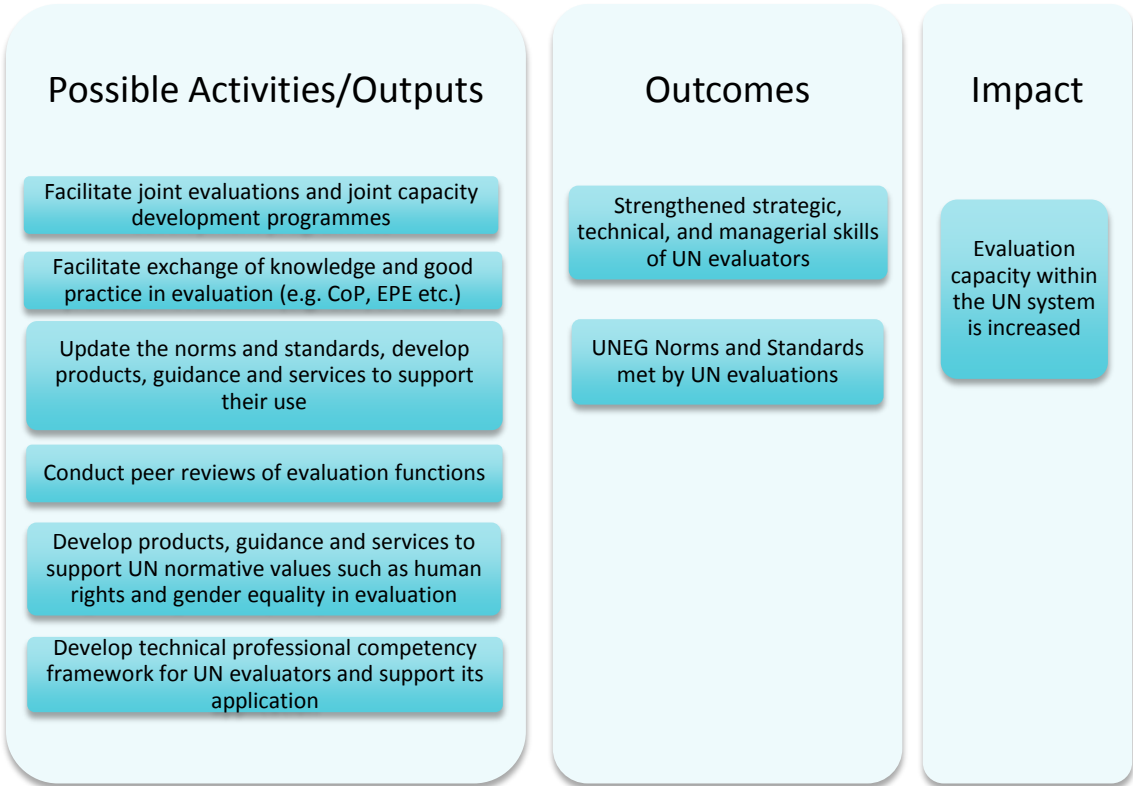 Possible Activities/Outputs
Facilitate joint evaluations and joint capacity
development programmes
Facilitate exchange of knowledge and good
practice in evaluation (e.g. CoP, EPE etc.)
Update the norms and standards, develop
products, guidance and services to support
their use
Conduct peer reviews of evaluation functions
Develop products, guidance and services to
support UN normative values such as human
rights and gender equality in evaluation
Develop technical professional competency
framework for UN evaluators and support its
application
Outcomes
Strengthened strategic,
technical, and managerial skills
of UN evaluators
UNEG Norms and Standards
met by UN evaluations
Impact
Evaluation
capacity within
the UN system
is increased